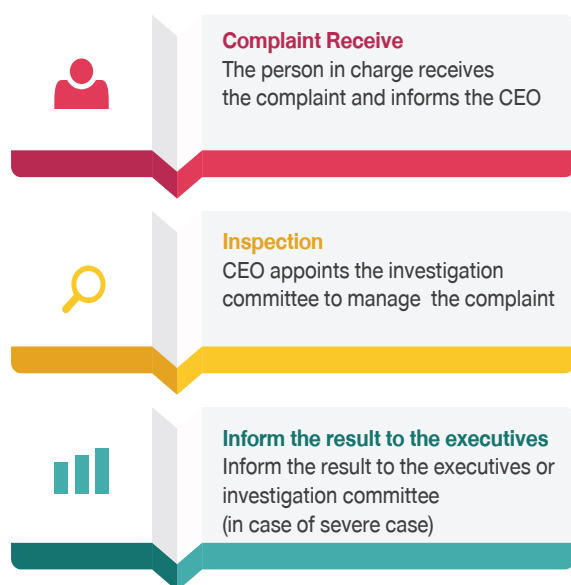 Complaint Receive
The person in charge receives
the complaint and informs the CEO
Inspection
CEO appoints the investigation
committee to manage the complaint
Inform the result to the executives
Inform the result to the executives or
investigation committee
(in case of severe case)